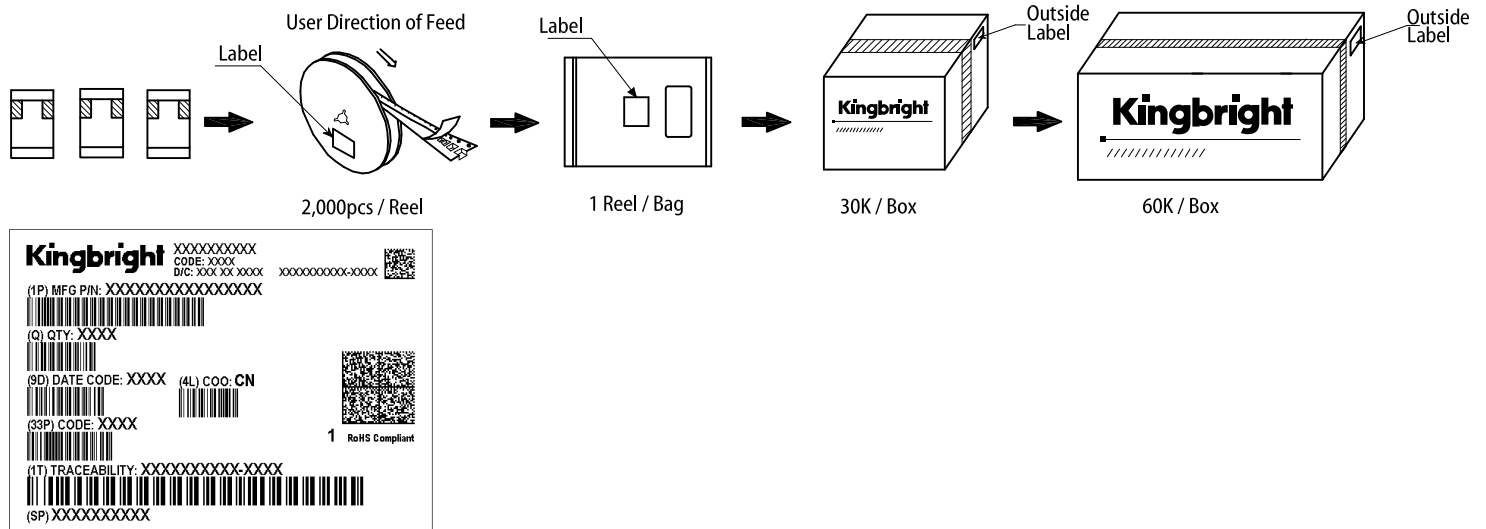 User Direction of Feed
Label
2,000pcs / Reel
Label
1 Reel / Bag
Outside
Label
Kingbright
30K / Box
Outside
Label
Kingbright
60K / Box
Kingbright
XXXXXXXXXX
CODE: XXXX
D/C: XXX XX XXXX XXXXXXXXXX-XXXX
(1P) MFG P/N: XXXXXXXXXXXXXXXX
(Q) QTY: XXXX
(9D) DATE CODE: XXXX (4L) COO: CN
(33P) CODE: XXXX
1 RoHS Compliant
(1T) TRACEABILITY: XXXXXXXXXX-XXXX
(SP) XXXXXXXXXX